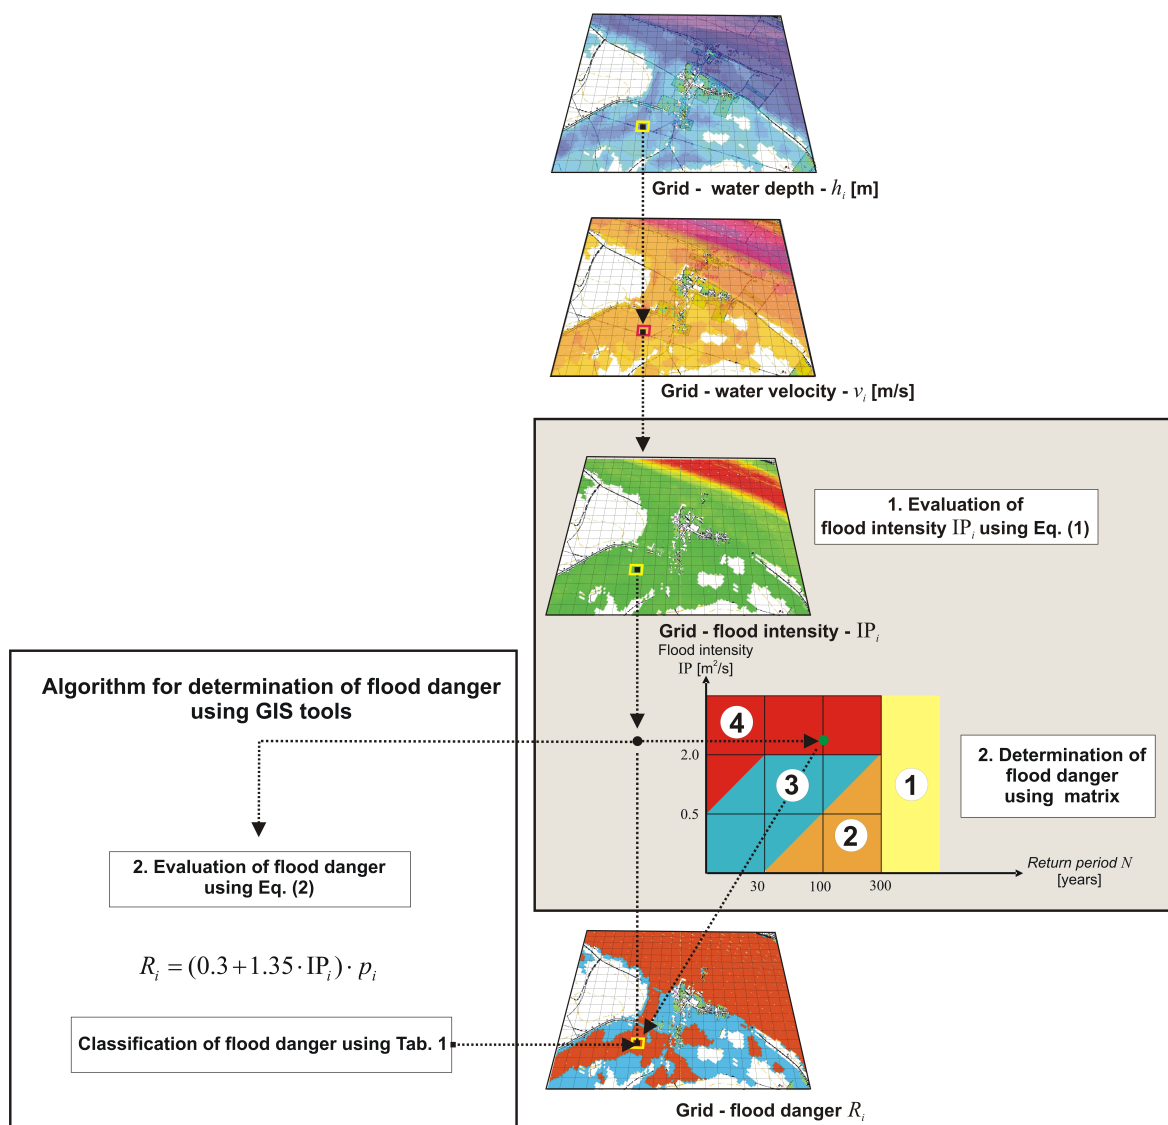 Grid - water depth - hᵢ [m]
Grid - water velocity - vᵢ [m/s]
1. Evaluation of
flood intensity IPᵢ using Eq. (1)
Grid - flood intensity - IPᵢ
Flood intensity
IP [m²/s]
4
2.0
3
1
0.5
2
30
100
300
Return period N
[years]
2. Determination of
flood danger
using matrix
Algorithm for determination of flood danger
using GIS tools
2. Evaluation of flood danger
using Eq. (2)
Rᵢ = (0.3 + 1.35 · IPᵢ) · pᵢ
Classification of flood danger using Tab. 1
Grid - flood danger Rᵢ